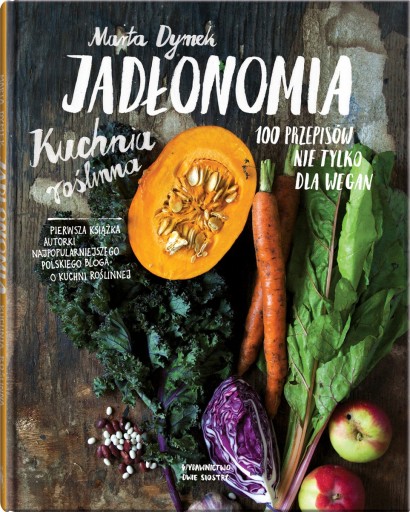 Marta Dymek
JADŁONOMIA
Kuchnia
roślinna
100 PRZEPISÓW
NIE TYLKO
DLA WEGAN
PIERWSZA KSIĄŻKA
AUTORKI
NAJPOPULARNIEJSZEGO
POLSKIEGO BLOGA
O KUCHNI ROŚLINNEJ
WYDAWNICTWO
DWIE SIOSTRY